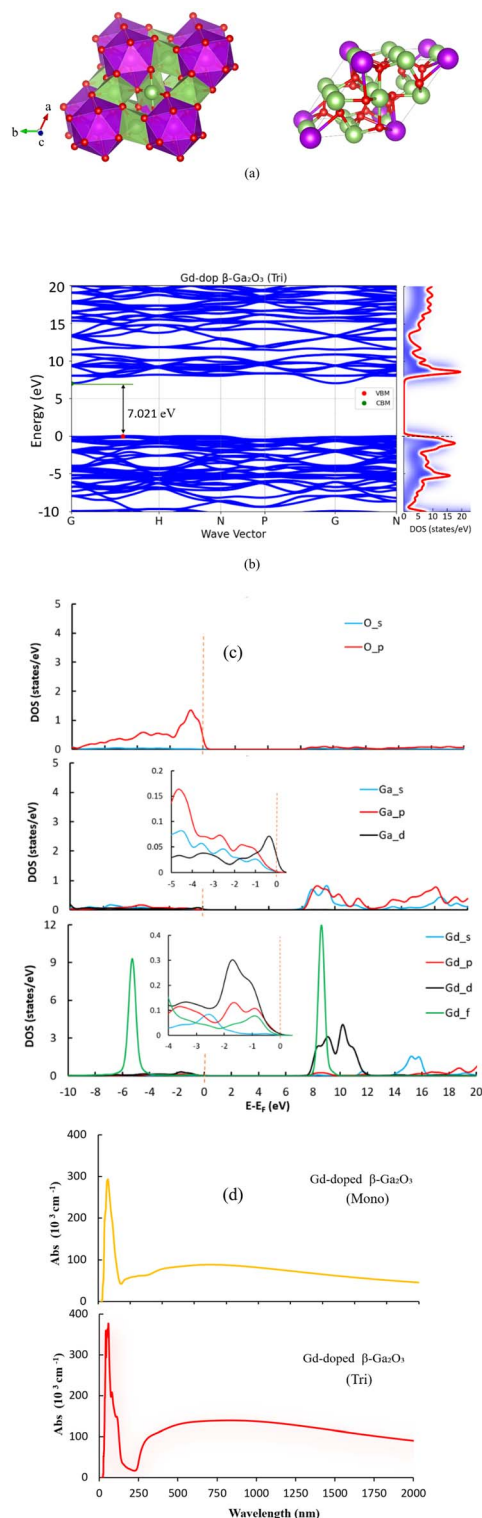 a
b
c
(a)
Gd-dop β-Ga₂O₃ (Tri)
20
15
10
5
0
-5
-10
Energy (eV)
7.021 eV
VBM
CBM
G H N P G N
Wave Vector
0 5 10 15 20
DOS (states/eV)
(b)
(c)
5
4
3
2
1
0
DOS (states/eV)
O_s
O_p
5
4
3
2
1
0
DOS (states/eV)
0.2
0.15
0.1
0.05
0
-5 -4 -3 -2 -1 0
Ga_s
Ga_p
Ga_d
12
9
6
3
0
DOS (states/eV)
0.4
0.3
0.2
0.1
0
-4 -3 -2 -1 0
Gd_s
Gd_p
Gd_d
Gd_f
-10 -8 -6 -4 -2 0 2 4 6 8 10 12 14 16 18 20
E-E_F (eV)
400
300
200
100
0
Abs (10³ cm⁻¹)
(d)
Gd-doped β-Ga₂O₃
(Mono)
400
300
200
100
0
Abs (10³ cm⁻¹)
Gd-doped β-Ga₂O₃
(Tri)
0 250 500 750 1000 1250 1500 1750 2000
Wavelength (nm)